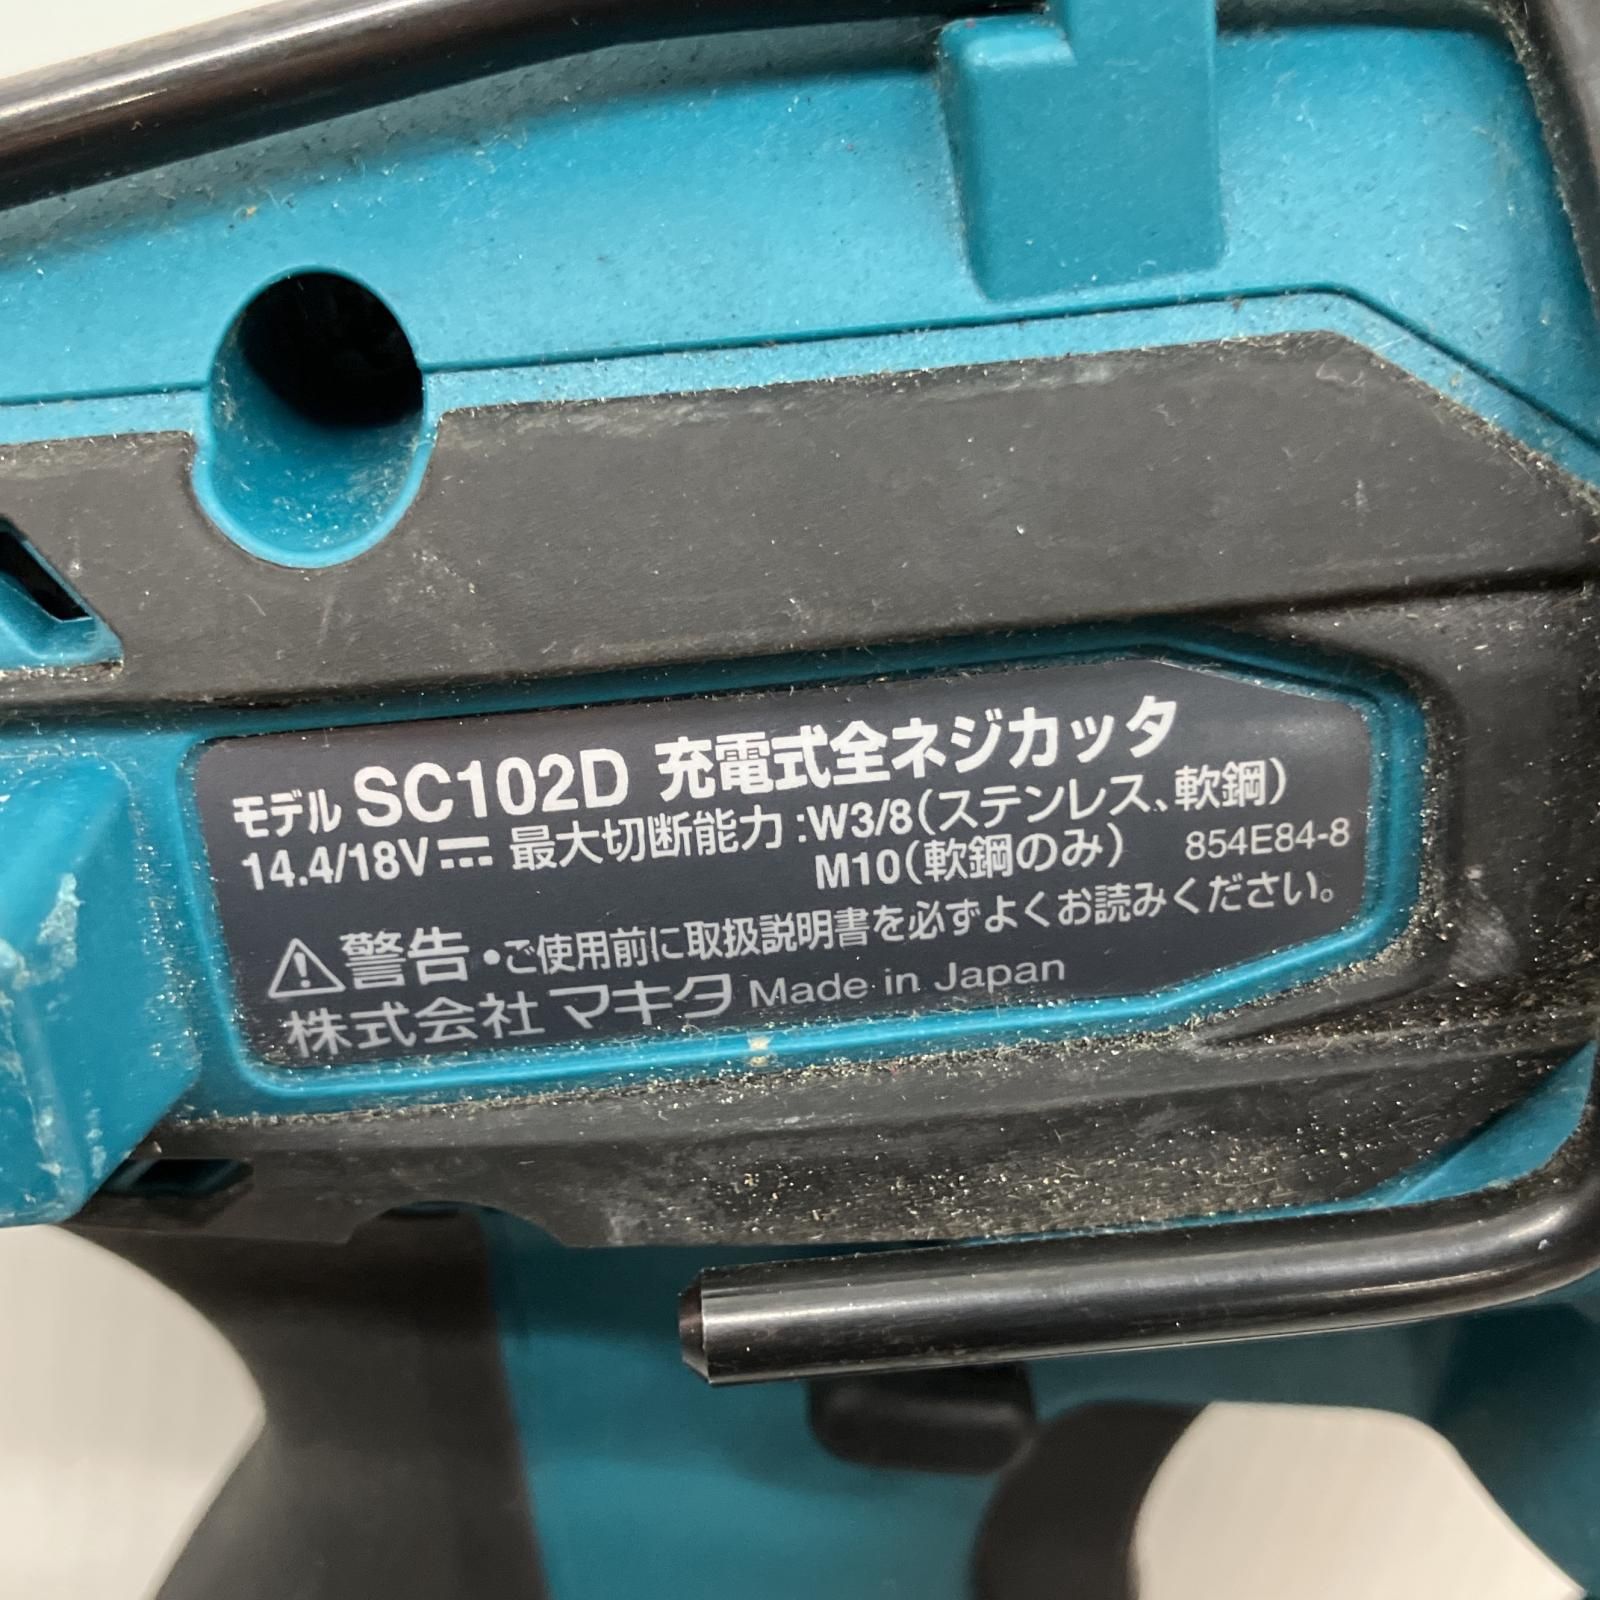 モデル SC102D 充電式全ネジカッタ
14.4/18V 最大切断能力:W3/8(ステンレス、軟鋼)
M10(軟鋼のみ) 854E84-8
警告 •ご使用前に取扱説明書を必ずよくお読みください。
株式会社マキタ Made in Japan